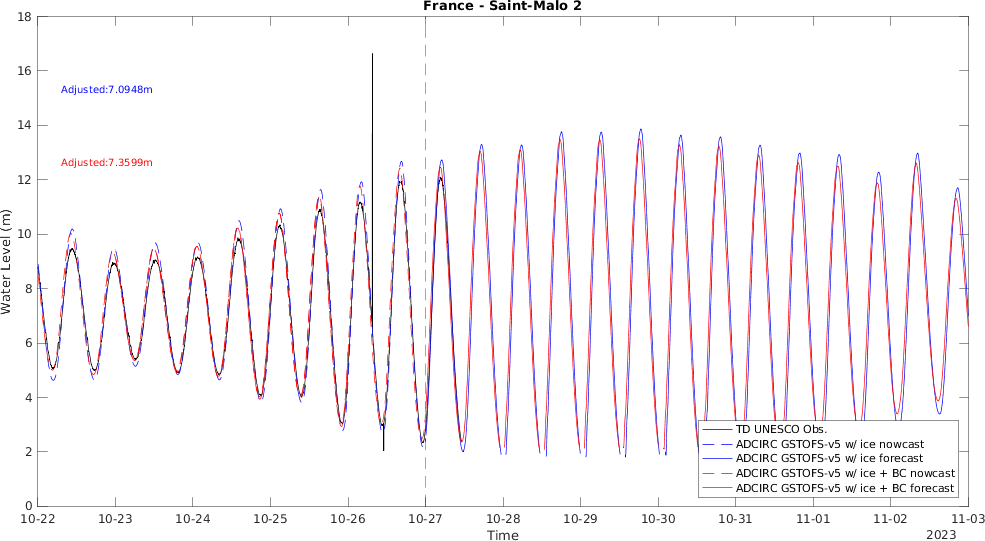 France - Saint-Malo 2
18
16
14
12
10
8
6
4
2
0
Water Level (m)
Adjusted:7.0948m
Adjusted:7.3599m
TD UNESCO Obs.
ADCIRC GSTOFS-v5 w/ ice nowcast
ADCIRC GSTOFS-v5 w/ ice forecast
ADCIRC GSTOFS-v5 w/ ice + BC nowcast
ADCIRC GSTOFS-v5 w/ ice + BC forecast
10-22 10-23 10-24 10-25 10-26 10-27 10-28 10-29 10-30 10-31 11-01 11-02 11-03
Time
2023